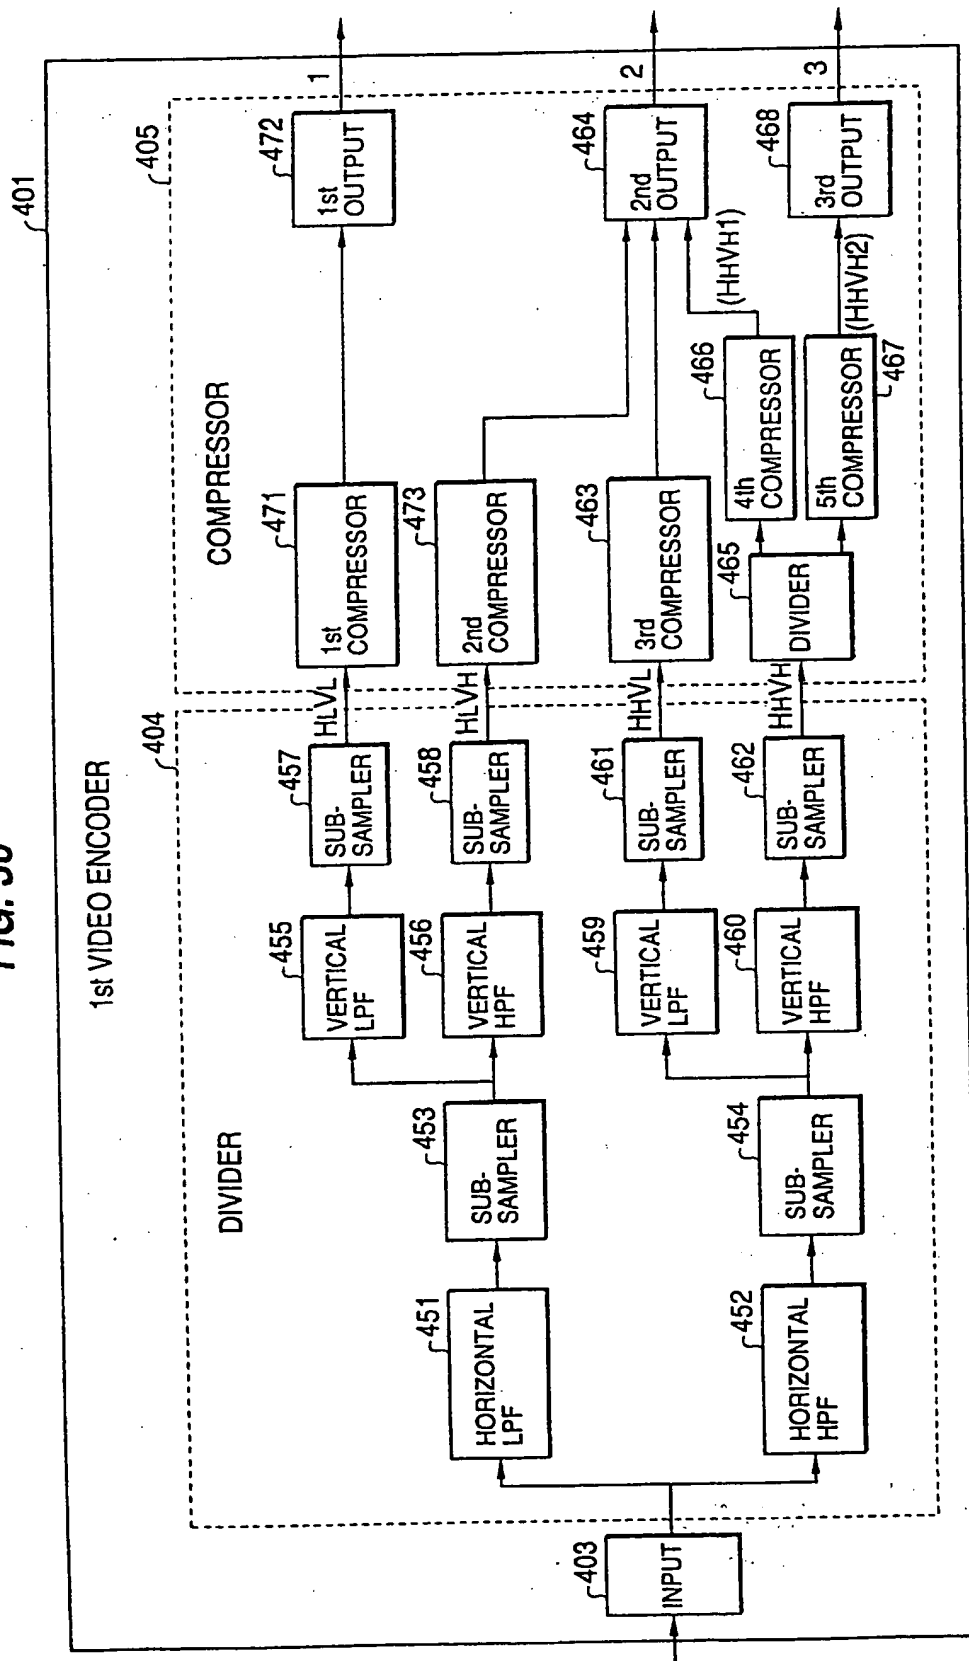 401
1st VIDEO ENCODER
404
DIVIDER
405
COMPRESSOR
403
INPUT
451
HORIZONTAL
LPF
452
HORIZONTAL
HPF
453
SUB-
SAMPLER
454
SUB-
SAMPLER
455
VERTICAL
LPF
456
VERTICAL
HPF
459
VERTICAL
LPF
460
VERTICAL
HPF
457
SUB-
SAMPLER
458
SUB-
SAMPLER
461
SUB-
SAMPLER
462
SUB-
SAMPLER
HLVL
HLVH
HHVL
HHVH
471
1st
COMPRESSOR
473
2nd
COMPRESSOR
463
3rd
COMPRESSOR
465
DIVIDER
466
4th
COMPRESSOR
467
5th
COMPRESSOR
(HHVH1)
(HHVH2)
472
1st
OUTPUT
464
2nd
OUTPUT
468
3rd
OUTPUT
1
2
3